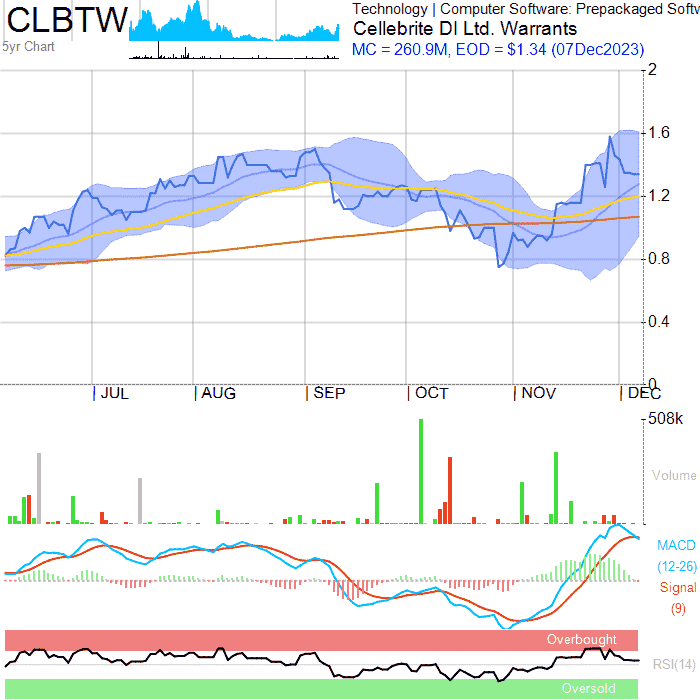 CLBTW
Technology | Computer Software: Prepackaged Softw
Cellebrite DI Ltd. Warrants
MC = 260.9M, EOD = $1.34 (07Dec2023)
5yr Chart
2
1.6
1.2
0.8
0.4
0
JUL AUG SEP OCT NOV DEC
508k
Volume
MACD
(12-26)
Signal
(9)
Overbought
RSI(14)
Oversold